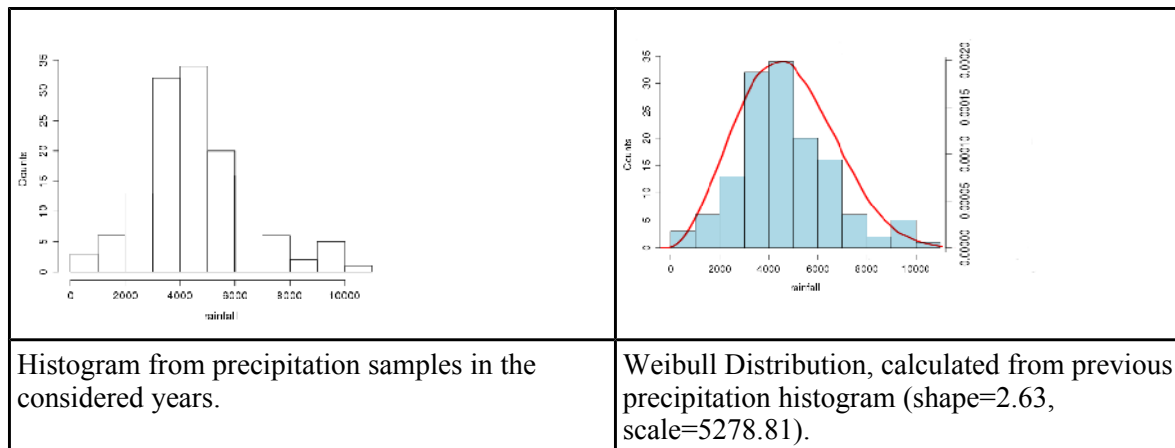 35
30
25
20
15
10
5
0
Counts
0 2000 4000 6000 8000 10000
rainfall
35
30
25
20
15
10
5
0
Counts
0.00020
0.00015
0.00010
0.0005
0.00000
0 2000 4000 6000 8000 10000
rainfall
Histogram from precipitation samples in the
considered years.
Weibull Distribution, calculated from previous
precipitation histogram (shape=2.63,
scale=5278.81).